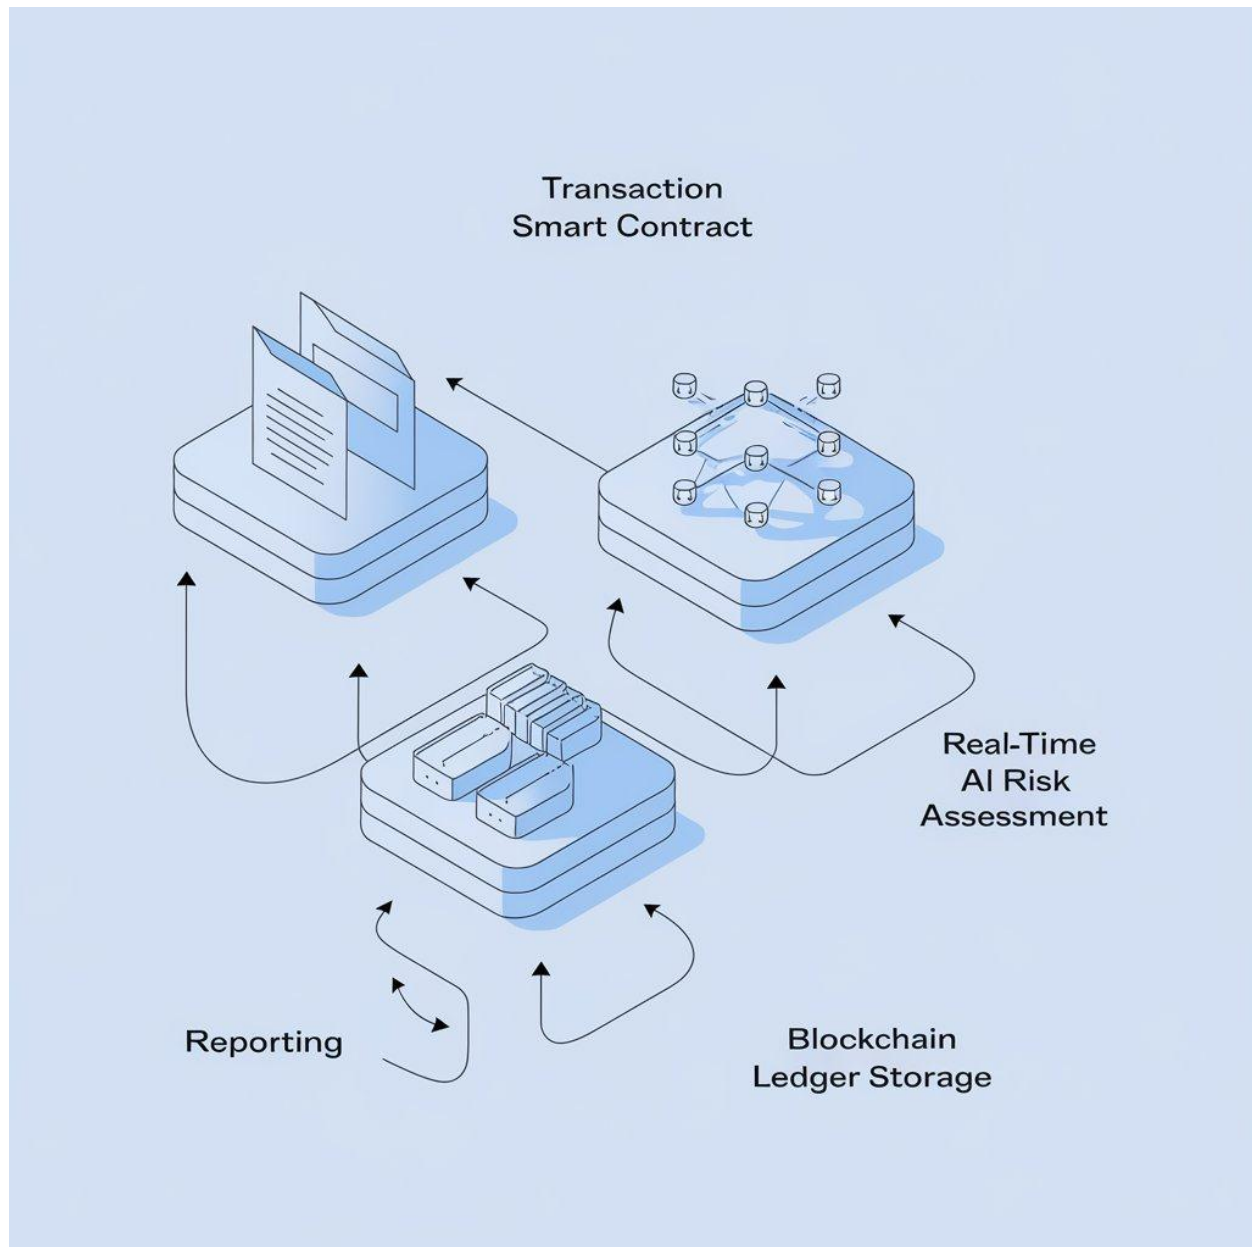 Transaction
Smart Contract
Real-Time
AI Risk
Assessment
Reporting
Blockchain
Ledger Storage